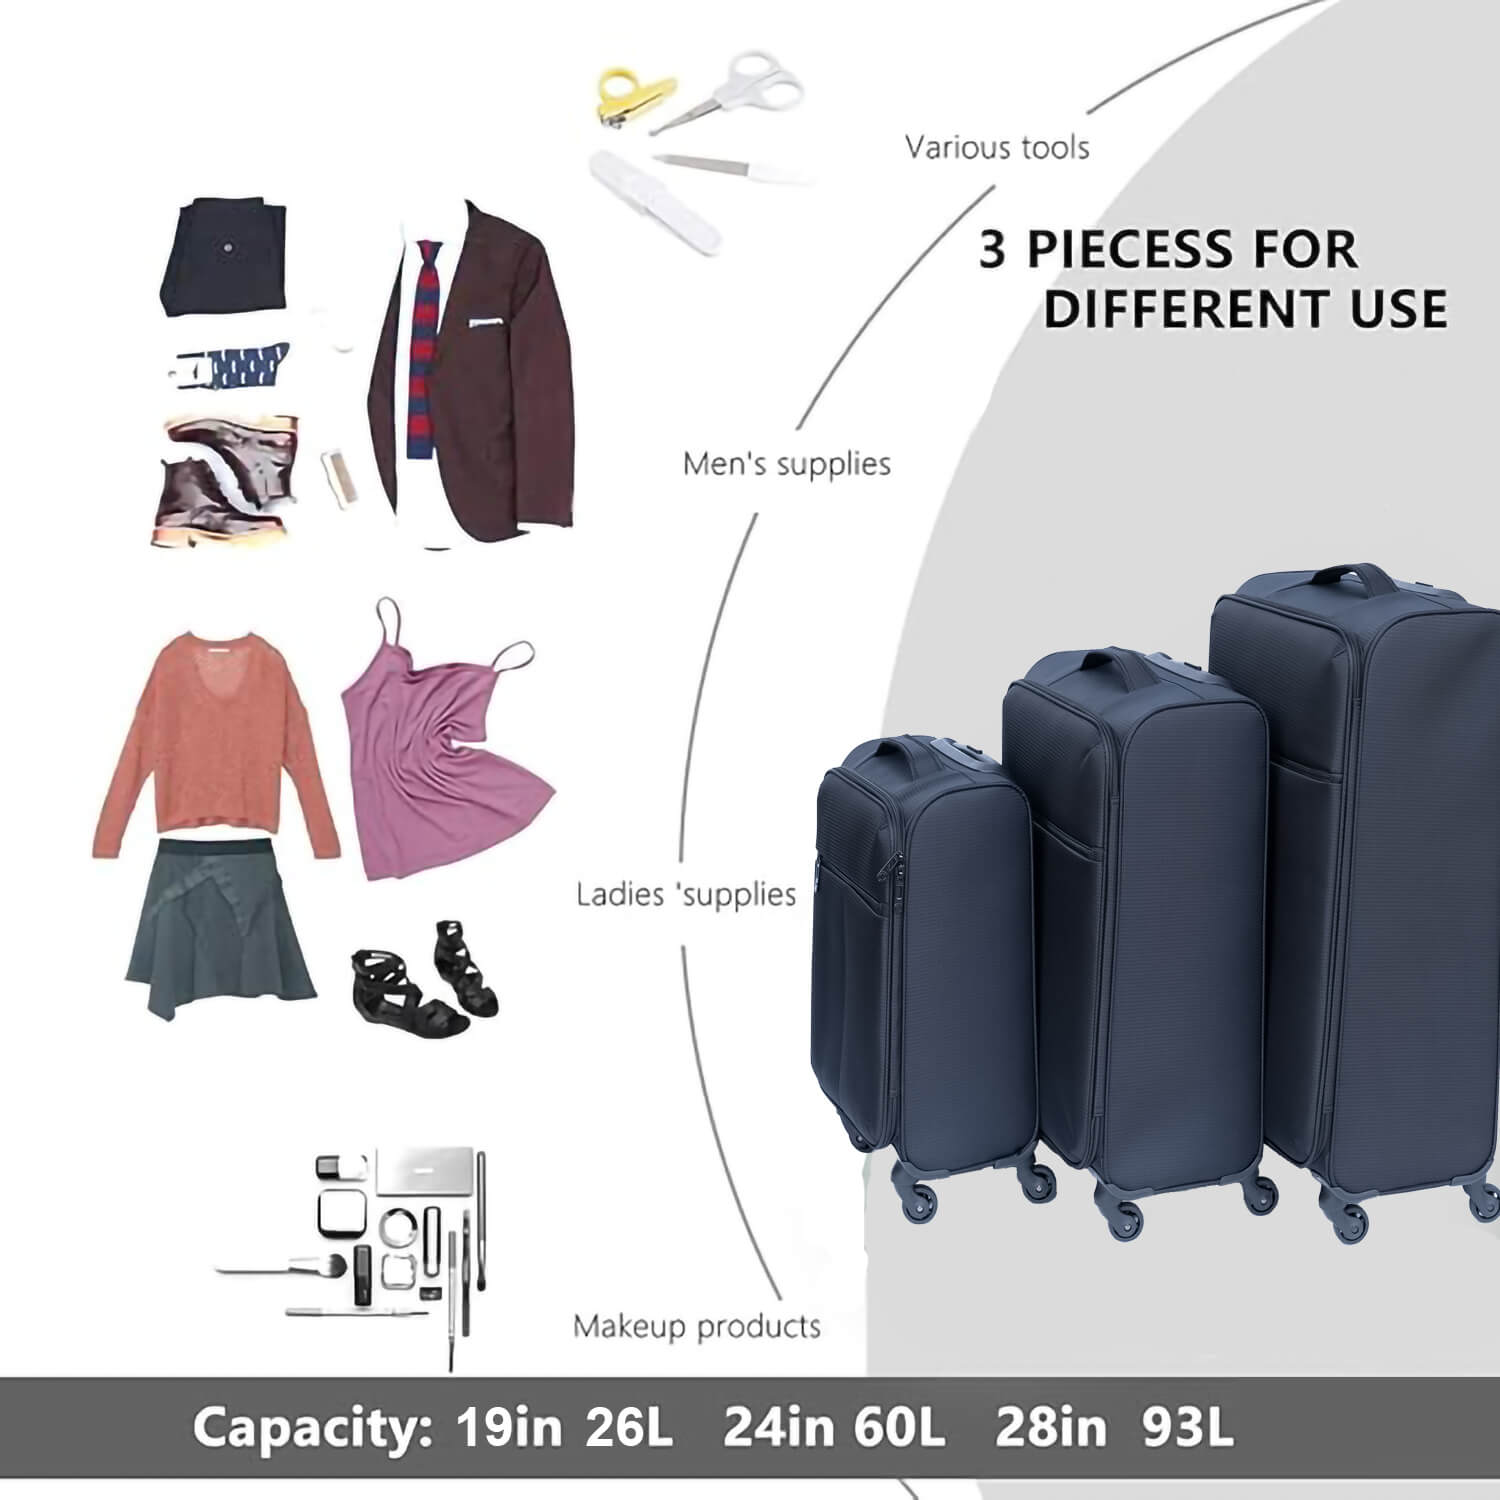 Various tools
3 PIECESS FOR
DIFFERENT USE
Men's supplies
Ladies 'supplies
Makeup products
Capacity: 19in 26L 24in 60L 28in 93L